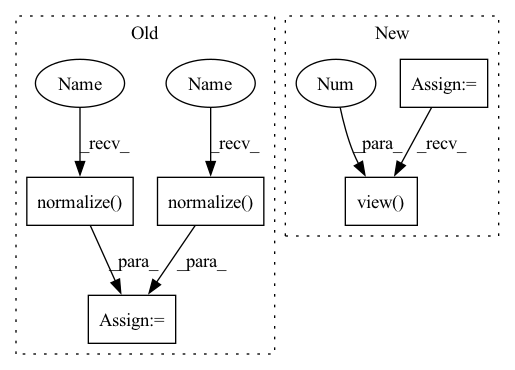 Old
New
Name
Name
Num
Assign:=
_recv_
_recv_
_para_
_recv_
normalize()
normalize()
view()
_para_
_para_
Assign:=